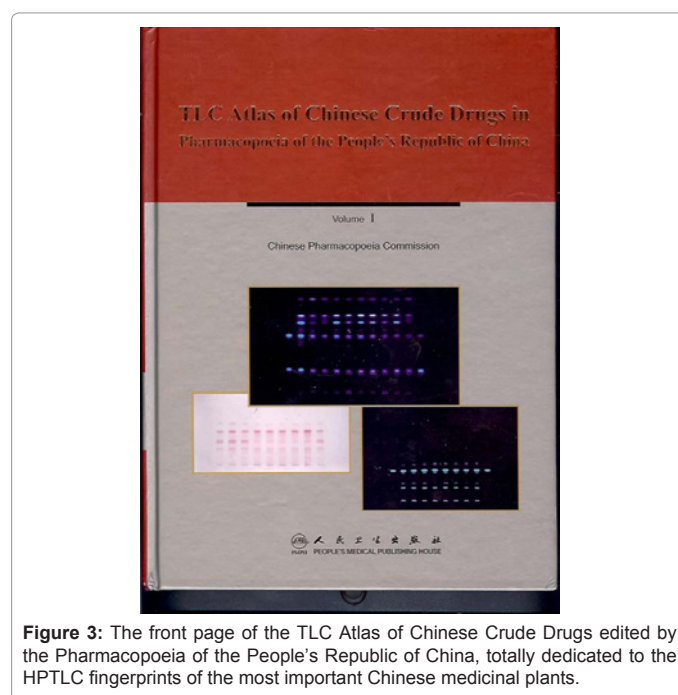 TLC Atlas of Chinese Crude Drugs in
Pharmacopoeia of the People's Republic of China
Volume I
Chinese Pharmacopoeia Commission
人民卫生出版社
PEOPLE'S MEDICAL PUBLISHING HOUSE
Figure 3: The front page of the TLC Atlas of Chinese Crude Drugs edited by
the Pharmacopoeia of the People's Republic of China, totally dedicated to the
HPTLC fingerprints of the most important Chinese medicinal plants.